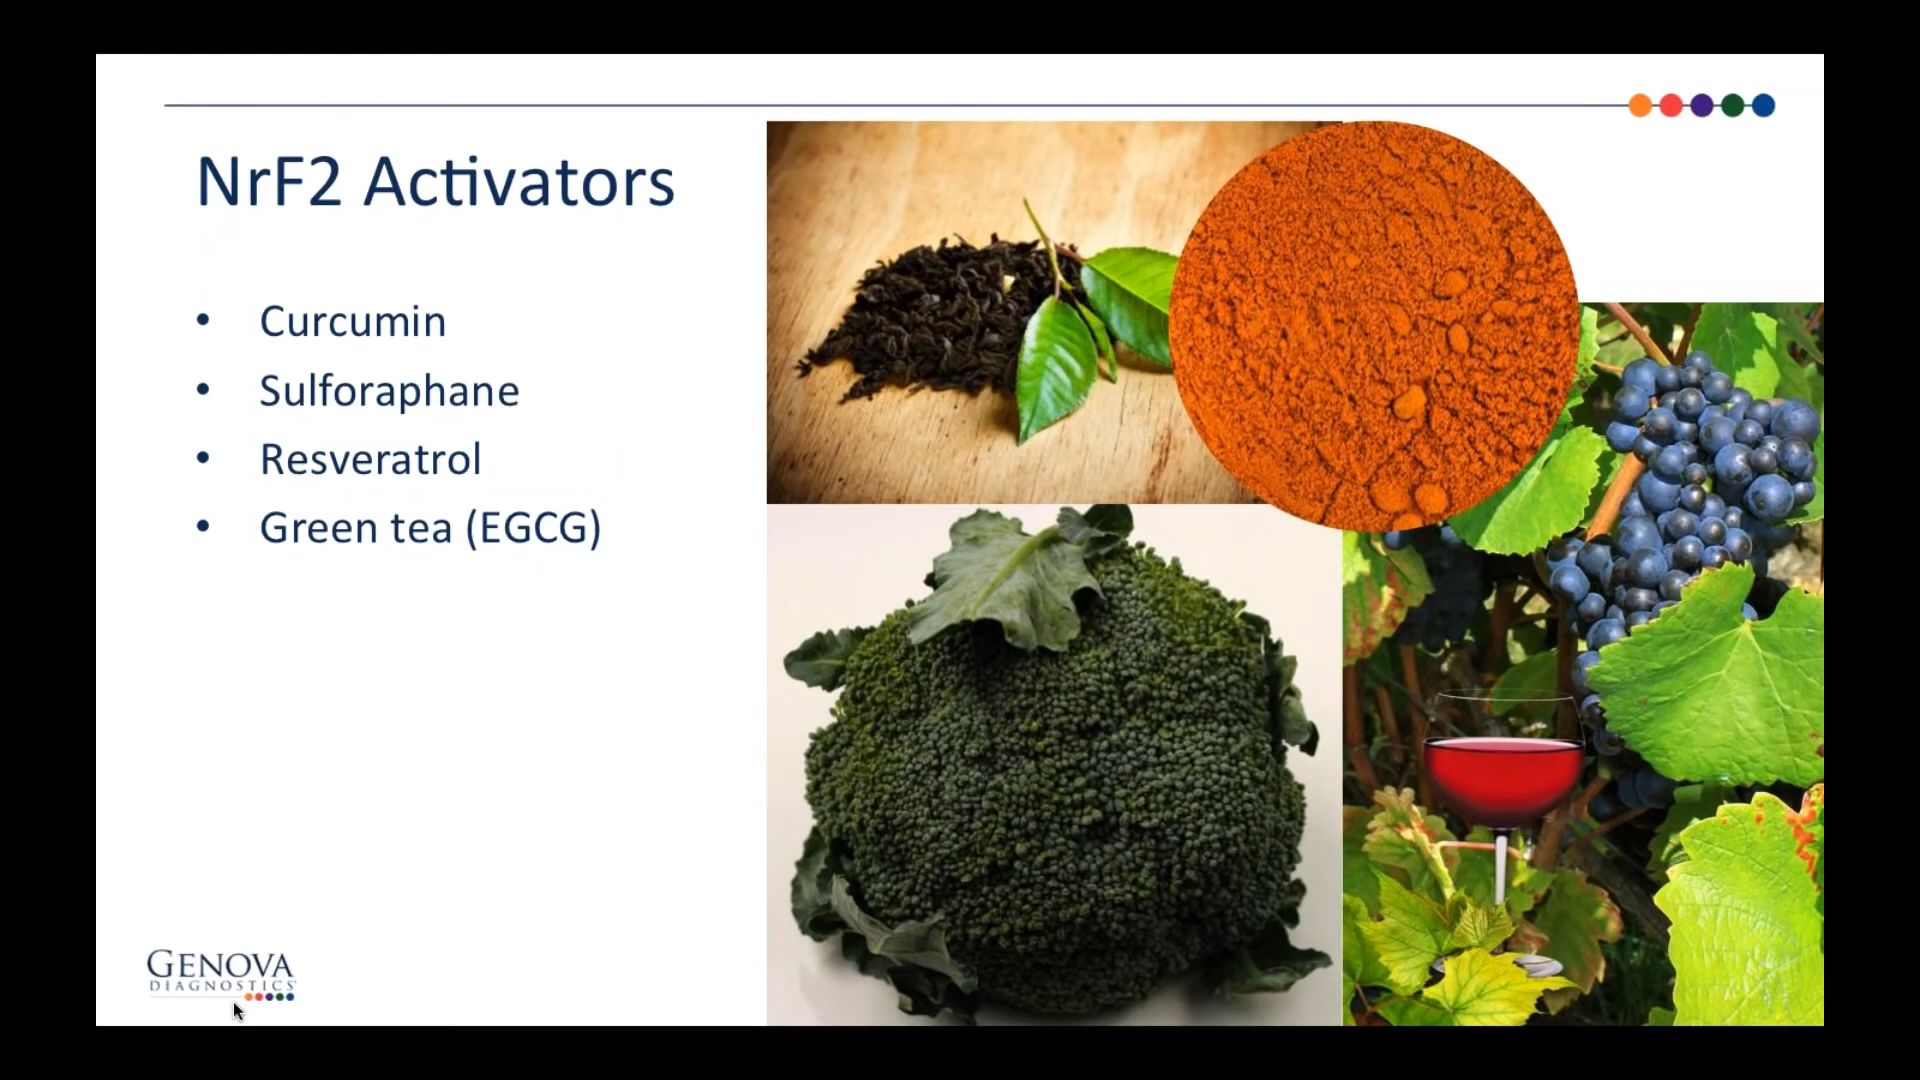 NrF2 Activators
• Curcumin
• Sulforaphane
• Resveratrol
• Green tea (EGCG)
GENOVA
DIAGNOSTICS